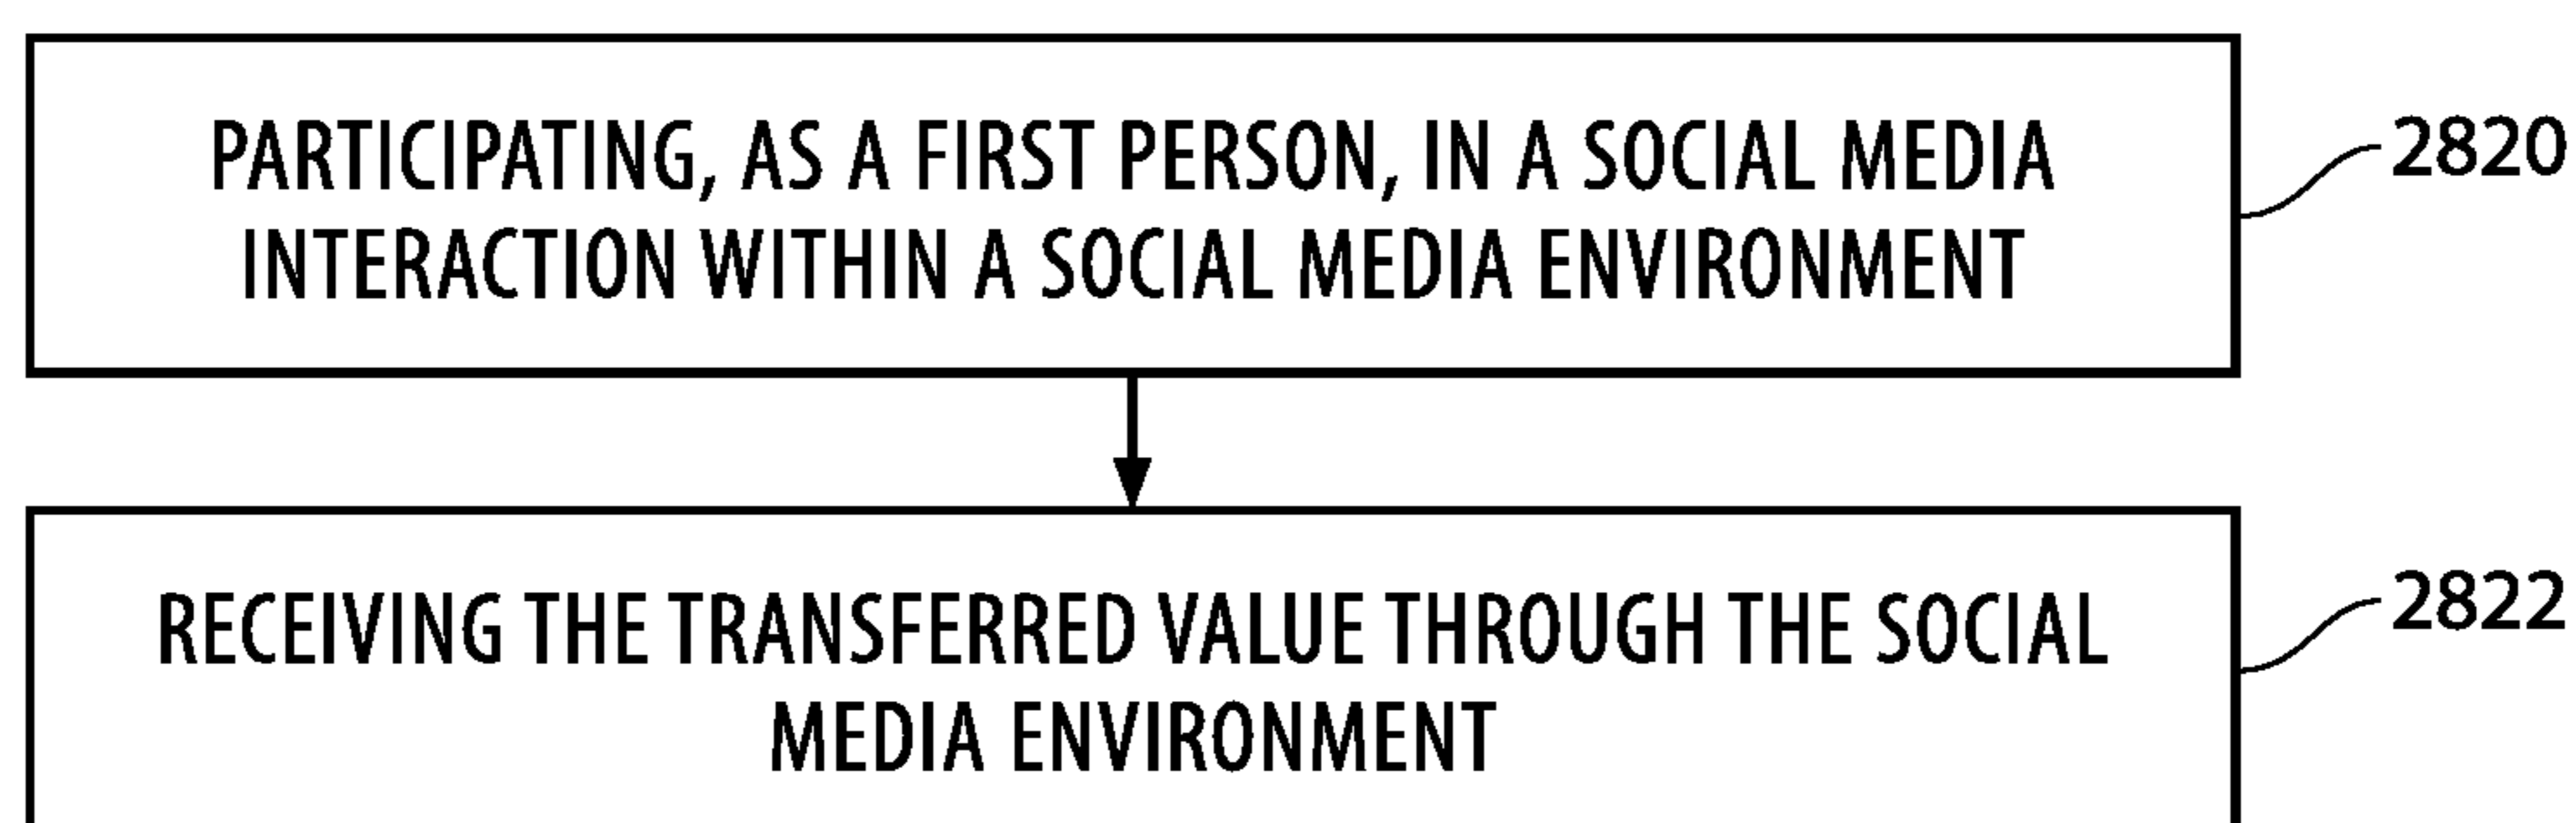 PARTICIPATING, AS A FIRST PERSON, IN A SOCIAL MEDIA
INTERACTION WITHIN A SOCIAL MEDIA ENVIRONMENT
2820
RECEIVING THE TRANSFERRED VALUE THROUGH THE SOCIAL
MEDIA ENVIRONMENT
2822